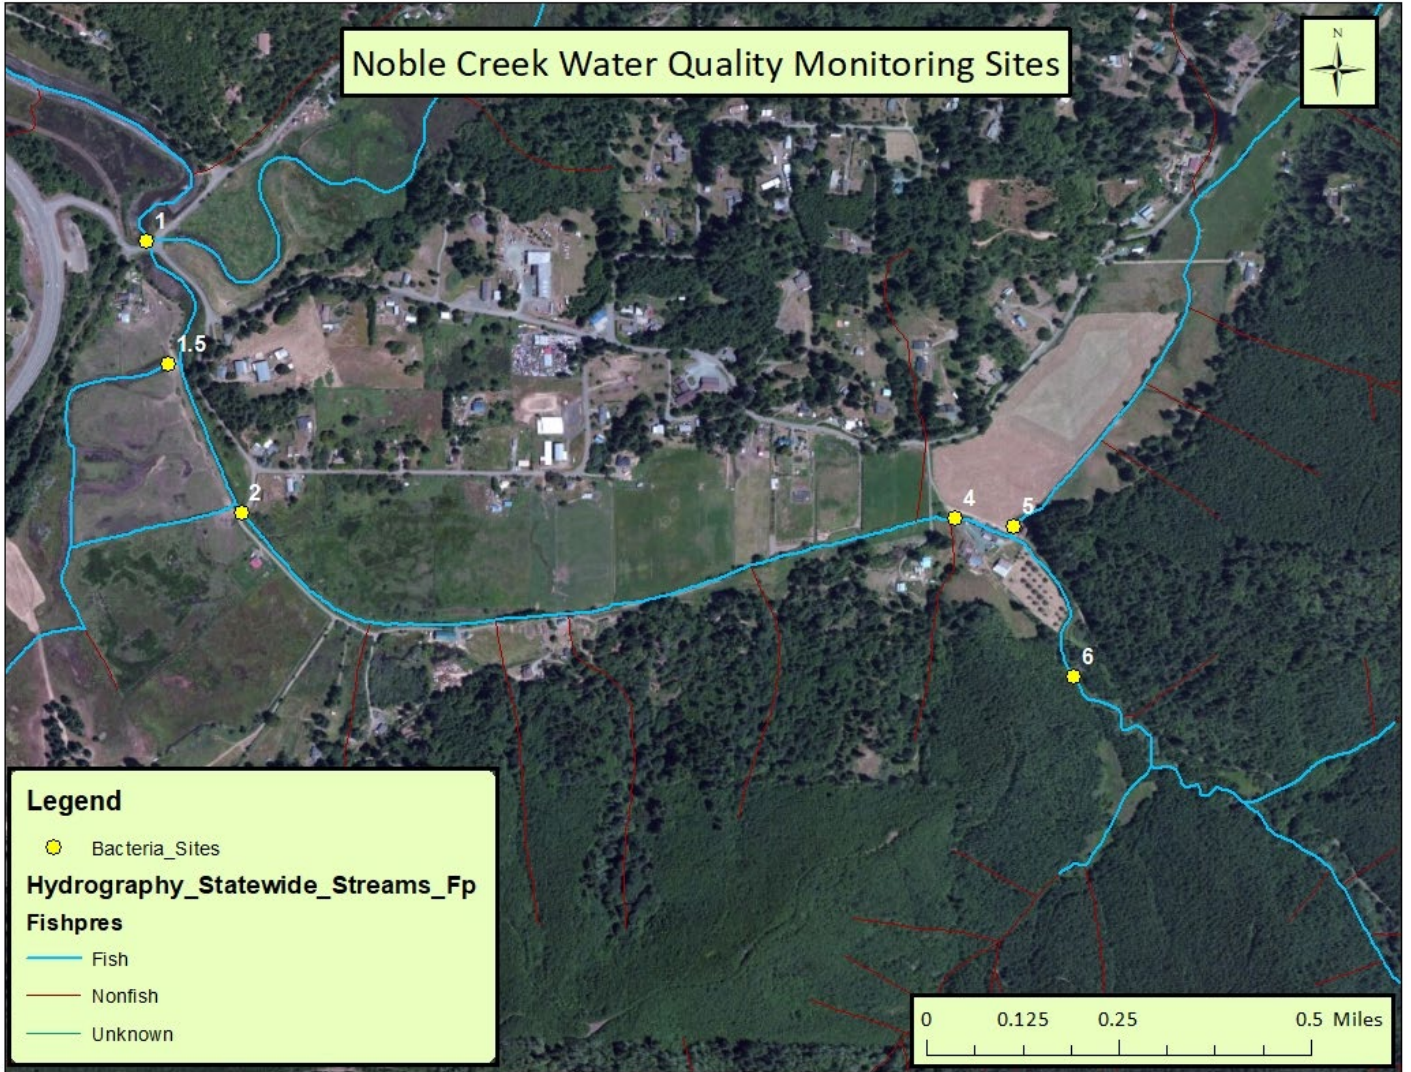 Noble Creek Water Quality Monitoring Sites
N
1
1.5
2
4
5
6
Legend
Bacteria_Sites
Hydrography_Statewide_Streams_Fp
Fishpres
Fish
Nonfish
Unknown
0 0.125 0.25 0.5 Miles